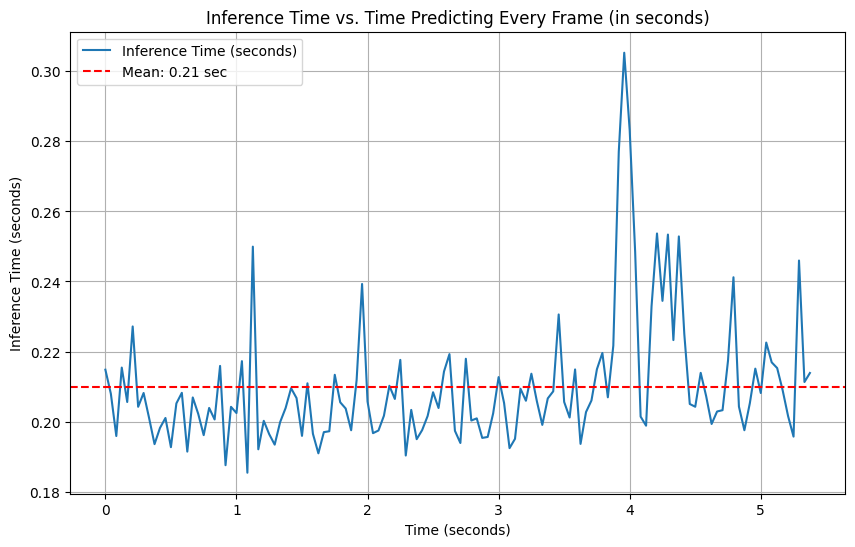 Inference Time vs. Time Predicting Every Frame (in seconds)
Inference Time (seconds)
Mean: 0.21 sec
0.30
0.28
0.26
0.24
0.22
0.20
0.18
Inference Time (seconds)
0
1
2
3
4
5
Time (seconds)